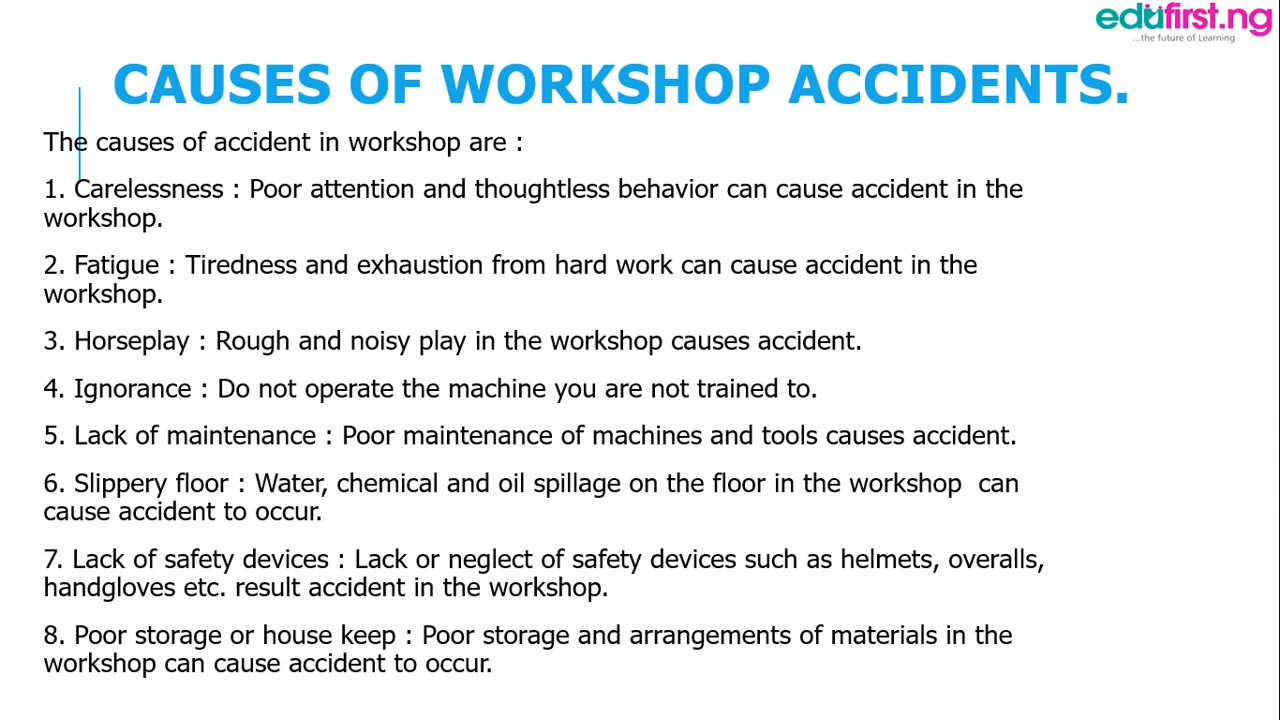 edufirst.ng
...the future of Learning
CAUSES OF WORKSHOP ACCIDENTS.
The causes of accident in workshop are :
1. Carelessness : Poor attention and thoughtless behavior can cause accident in the
workshop.
2. Fatigue : Tiredness and exhaustion from hard work can cause accident in the
workshop.
3. Horseplay : Rough and noisy play in the workshop causes accident.
4. Ignorance : Do not operate the machine you are not trained to.
5. Lack of maintenance : Poor maintenance of machines and tools causes accident.
6. Slippery floor : Water, chemical and oil spillage on the floor in the workshop  can
cause accident to occur.
7. Lack of safety devices : Lack or neglect of safety devices such as helmets, overalls,
handgloves etc. result accident in the workshop.
8. Poor storage or house keep : Poor storage and arrangements of materials in the
workshop can cause accident to occur.